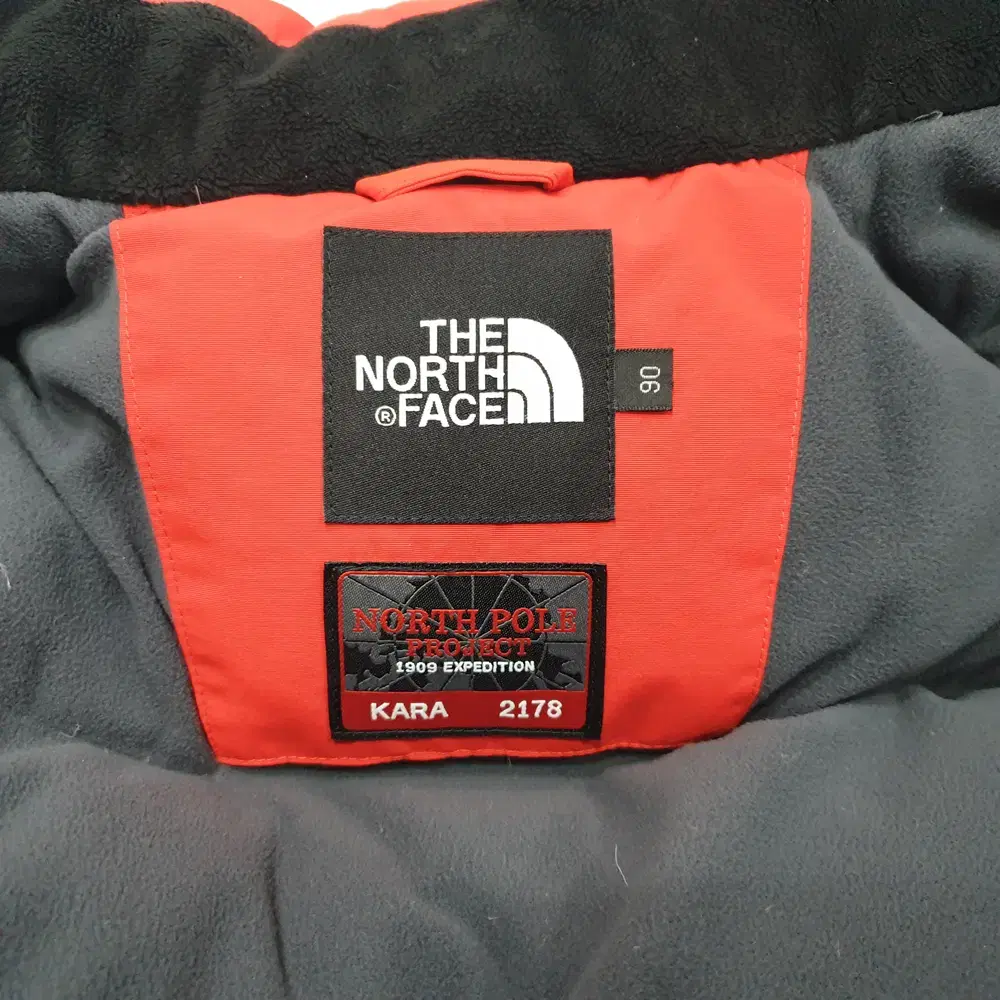 THE
NORTH
®FACE
90
NORTH POLE
PROJECT
1909 EXPEDITION
KARA 2178